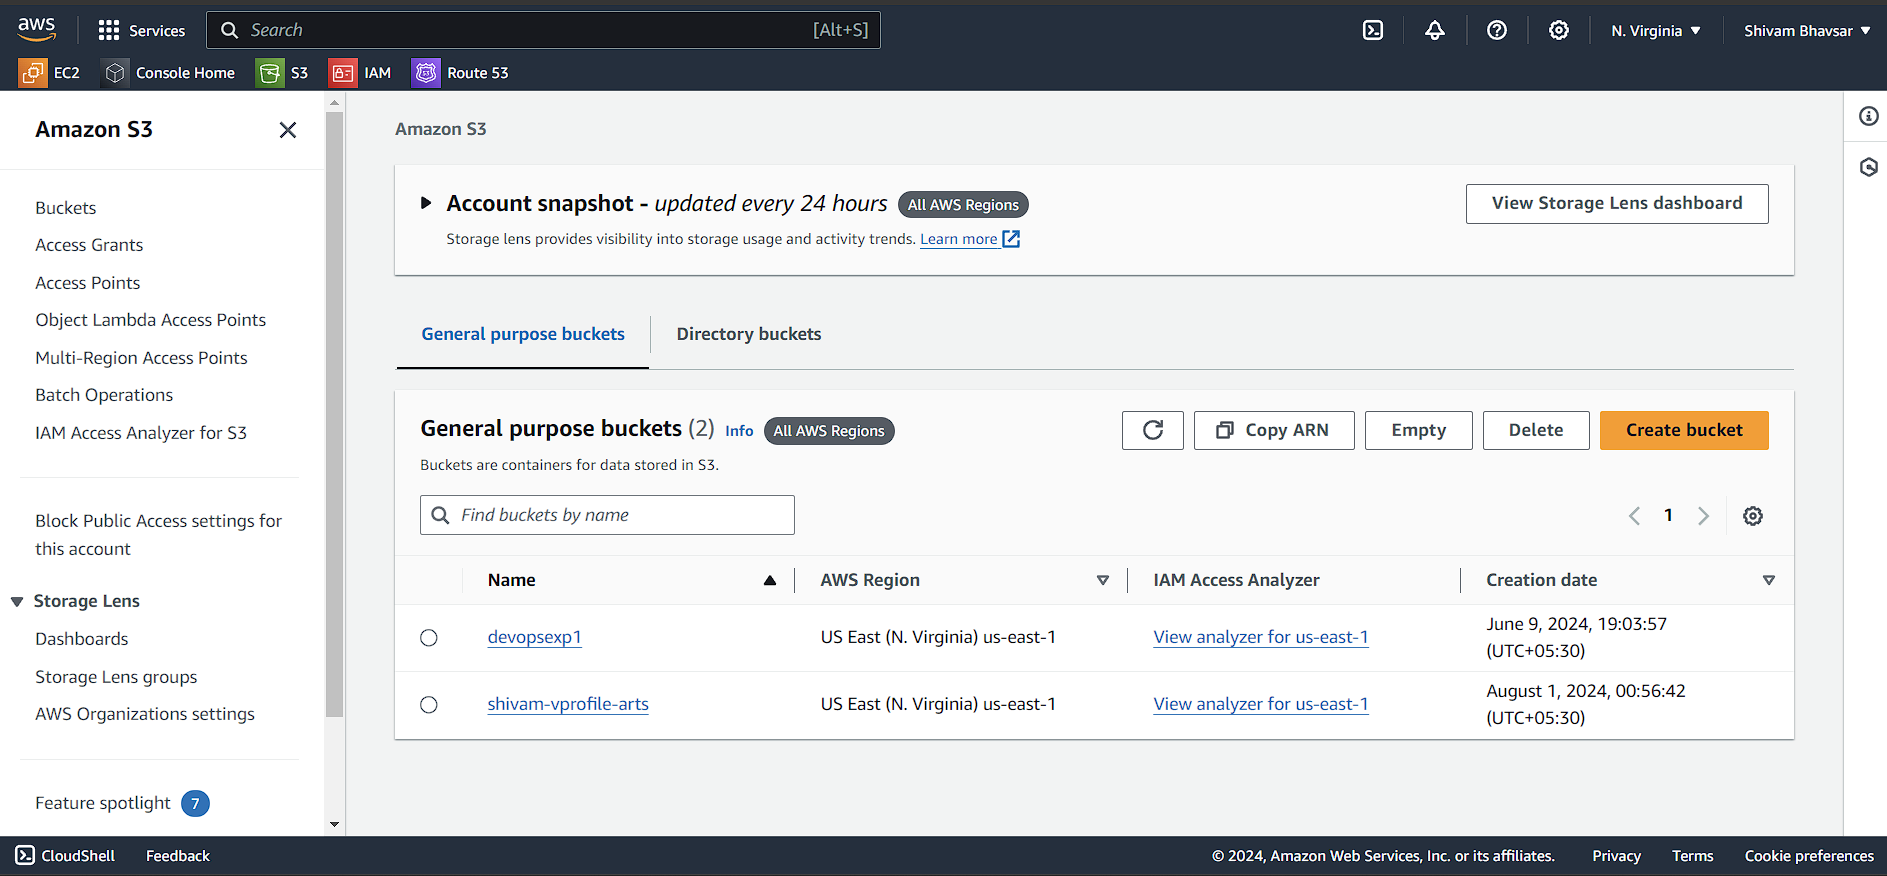 aws
Services
Search [Alt+S]
N. Virginia
Shivam Bhavsar
EC2
Console Home
S3
IAM
Route 53
Amazon S3
Buckets
Access Grants
Access Points
Object Lambda Access Points
Multi-Region Access Points
Batch Operations
IAM Access Analyzer for S3
Block Public Access settings for
this account
Storage Lens
Dashboards
Storage Lens groups
AWS Organizations settings
Feature spotlight 7
Amazon S3
Account snapshot - updated every 24 hours All AWS Regions
Storage lens provides visibility into storage usage and activity trends. Learn more
View Storage Lens dashboard
General purpose buckets
Directory buckets
General purpose buckets (2) Info All AWS Regions
Buckets are containers for data stored in S3.
Copy ARN
Empty
Delete
Create bucket
Find buckets by name
1
Name AWS Region IAM Access Analyzer Creation date
devopsexp1 US East (N. Virginia) us-east-1 View analyzer for us-east-1 June 9, 2024, 19:03:57
(UTC+05:30)
shivam-vprofile-arts US East (N. Virginia) us-east-1 View analyzer for us-east-1 August 1, 2024, 00:56:42
(UTC+05:30)
CloudShell Feedback © 2024, Amazon Web Services, Inc. or its affiliates. Privacy Terms Cookie preferences